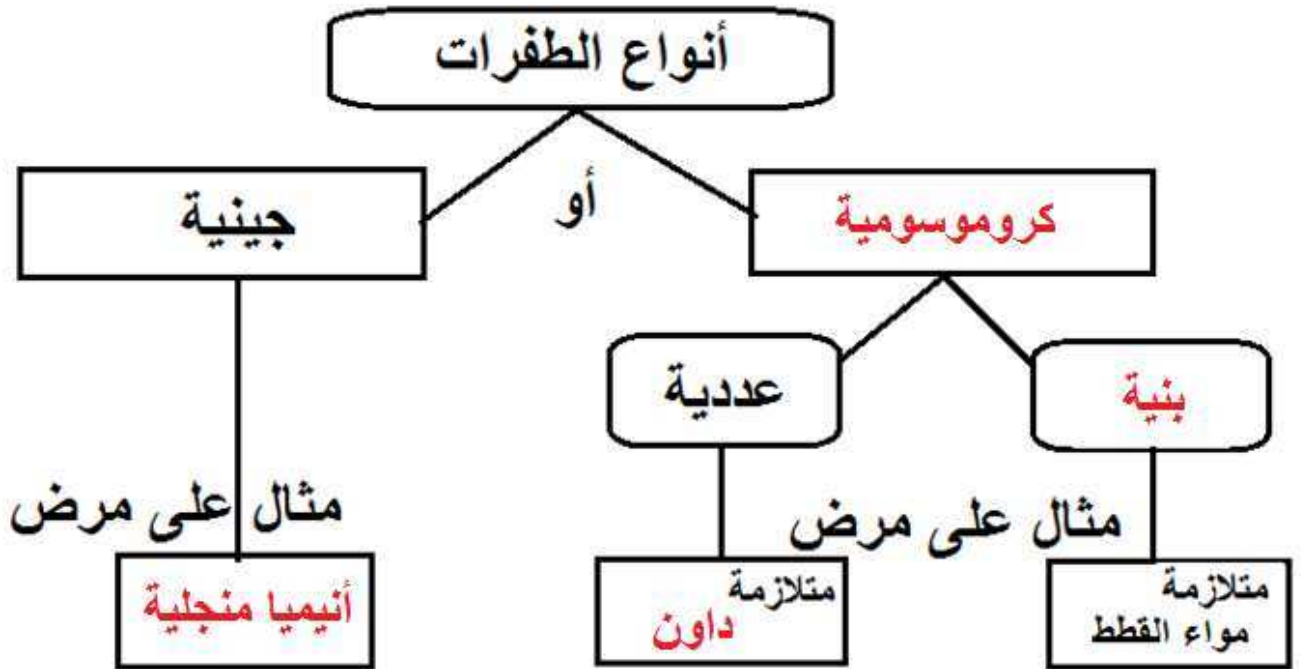 أنواع الطفرات
كروموسومية
أو
جينية
بنية
عددية
مثال على مرض
مثال على مرض
متلازمة
مواء القطط
متلازمة
داون
أنيميا منجلية